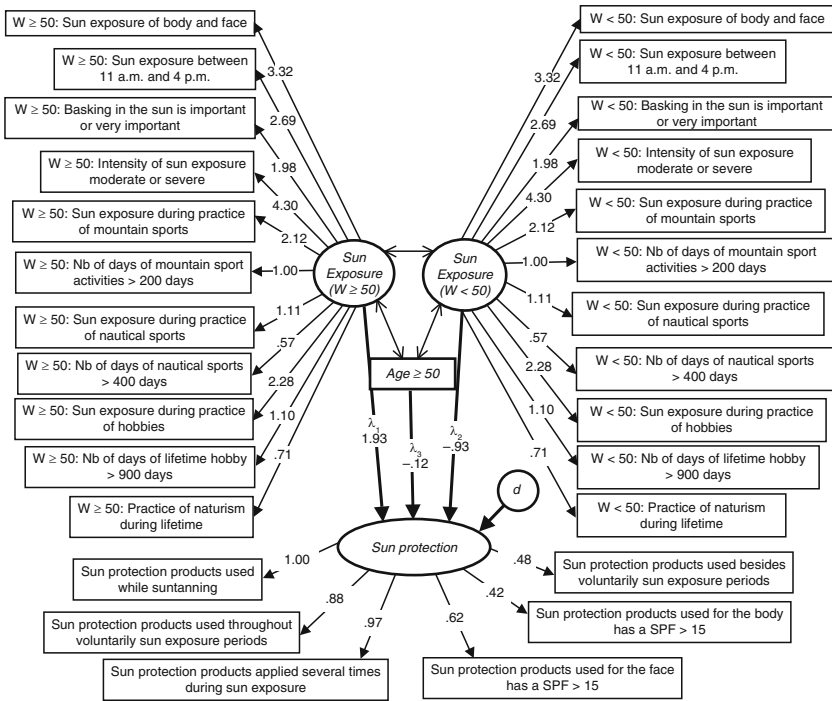 W ≥ 50: Sun exposure of body and face
W ≥ 50: Sun exposure between
11 a.m. and 4 p.m.
W ≥ 50: Basking in the sun is important
or very important
W ≥ 50: Intensity of sun exposure
moderate or severe
W ≥ 50: Sun exposure during practice
of mountain sports
W ≥ 50: Nb of days of mountain sport
activities > 200 days
W ≥ 50: Sun exposure during practice
of nautical sports
W ≥ 50: Nb of days of nautical sports
> 400 days
W ≥ 50: Sun exposure during practice
of hobbies
W ≥ 50: Nb of days of lifetime hobby
> 900 days
W ≥ 50: Practice of naturism
during lifetime
3.32
2.69
1.98
4.30
2.12
1.00
1.11
.57
2.28
1.10
.71
Sun
Exposure
(W ≥ 50)
Sun
Exposure
(W < 50)
Age ≥ 50
W < 50: Sun exposure of body and face
W < 50: Sun exposure between
11 a.m. and 4 p.m.
W < 50: Basking in the sun is important
or very important
W < 50: Intensity of sun exposure
moderate or severe
W < 50: Sun exposure during practice
of mountain sports
W < 50: Nb of days of mountain sport
activities > 200 days
W < 50: Sun exposure during practice
of nautical sports
W < 50: Nb of days of nautical sports
> 400 days
W < 50: Sun exposure during practice
of hobbies
W < 50: Nb of days of lifetime hobby
> 900 days
W < 50: Practice of naturism
during lifetime
3.32
2.69
1.98
4.30
2.12
1.00
1.11
.57
2.28
1.10
.71
λ1
1.93
λ3
–.12
λ2
–.93
d
Sun protection
1.00
.88
.97
.62
.42
.48
Sun protection products used
while suntanning
Sun protection products used throughout
voluntarily sun exposure periods
Sun protection products applied several times
during sun exposure
Sun protection products used for the face
has a SPF > 15
Sun protection products used for the body
has a SPF > 15
Sun protection products used besides
voluntarily sun exposure periods